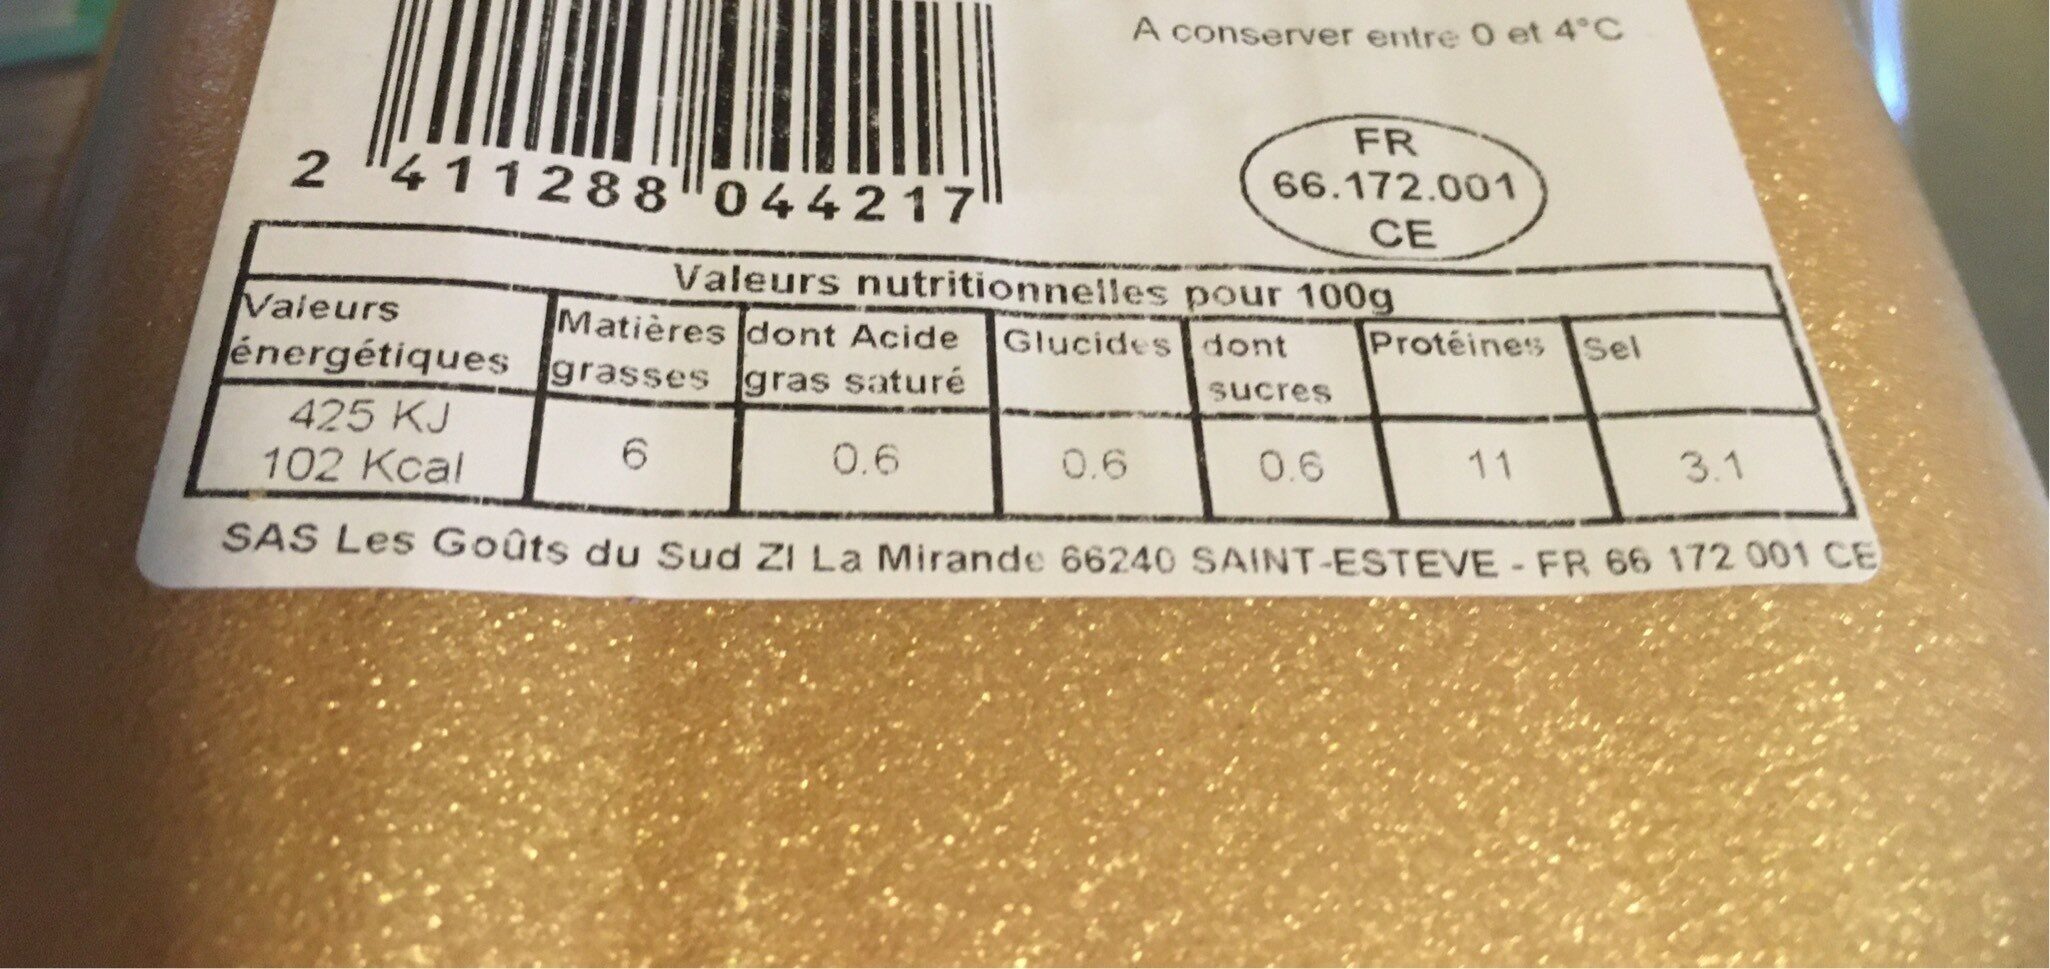 A conserver entre 0 et 4°C
2 411288 044217
FR
66.172.001
CE
Valeurs nutritionnelles pour 100g
Valeurs énergétiques Matières grasses dont Acide gras saturé Glucides dont sucres Protéines Sel
425 KJ
102 Kcal 6 0.6 0.6 0.6 11 3.1
SAS Les Goûts du Sud ZI La Mirande 66240 SAINT-ESTEVE - FR 66 172 001 CE